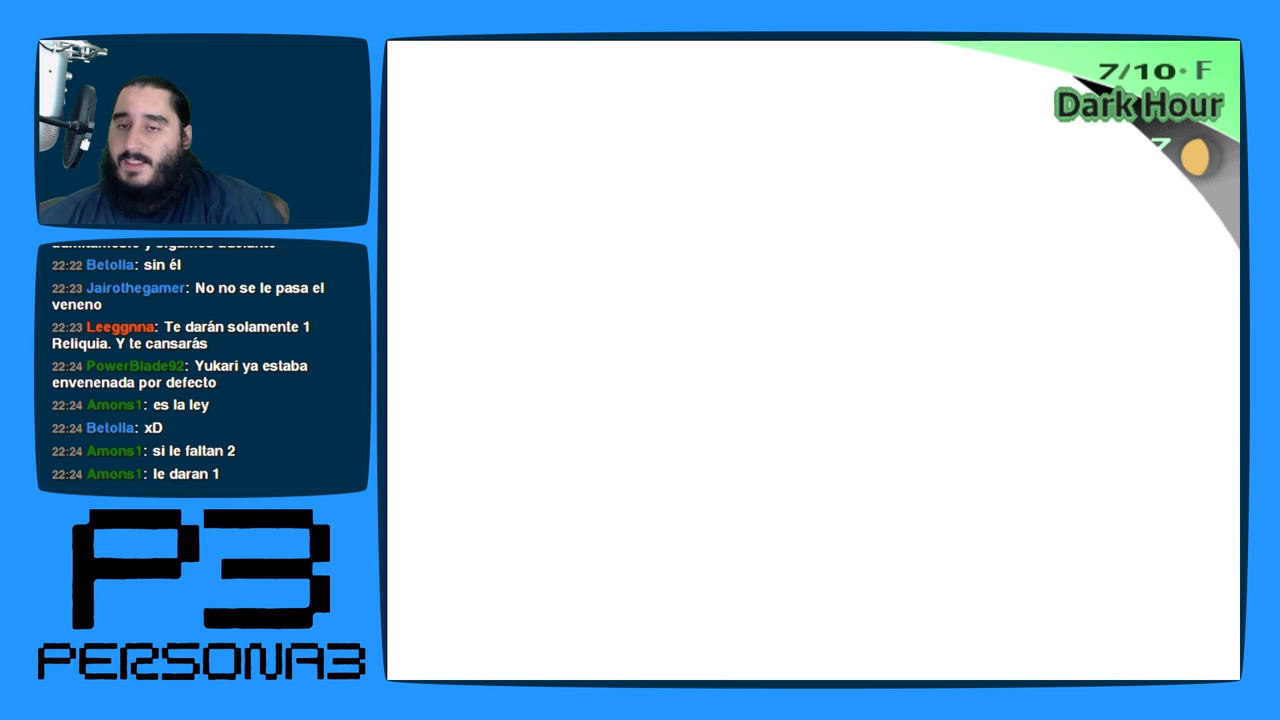 22:22 Betolla: sin él
22:23 Jairothegamer: No no se le pasa el
veneno
22:23 Leeggnna: Te darán solamente 1
Reliquia. Y te cansarás
22:24 PowerBlade92: Yukari ya estaba
envenenada por defecto
22:24 Amons1: es la ley
22:24 Betolla: xD
22:24 Amons1: si le faltan 2
22:24 Amons1: le daran 1
P3
PERSONA3
7/10· F
Dark Hour
7